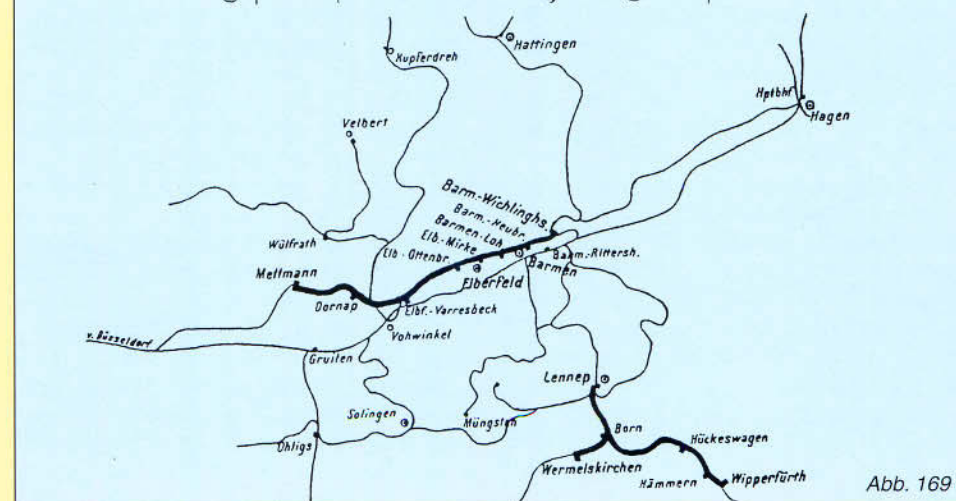 Hattingen
Kupferdreh
Hptbhf
Hagen
Velbert
Barm.-Wichlinghs.
Barm.-Heubr.
Barmen-Loh
Elb.-Mirke
Elb.-Ottenbr.
Wülfrath
Barm.-Rittersh.
Barmen
Elberfeld
Mettmann
Dornap
Elbf.-Varresbeck
Vohwinkel
v. Düsseldorf
Gruiten
Lennep
Solingen
Müngsten
Ohligs
Born
Hückeswagen
Wermelskirchen
Hämmern
Wipperfürth
Abb. 169